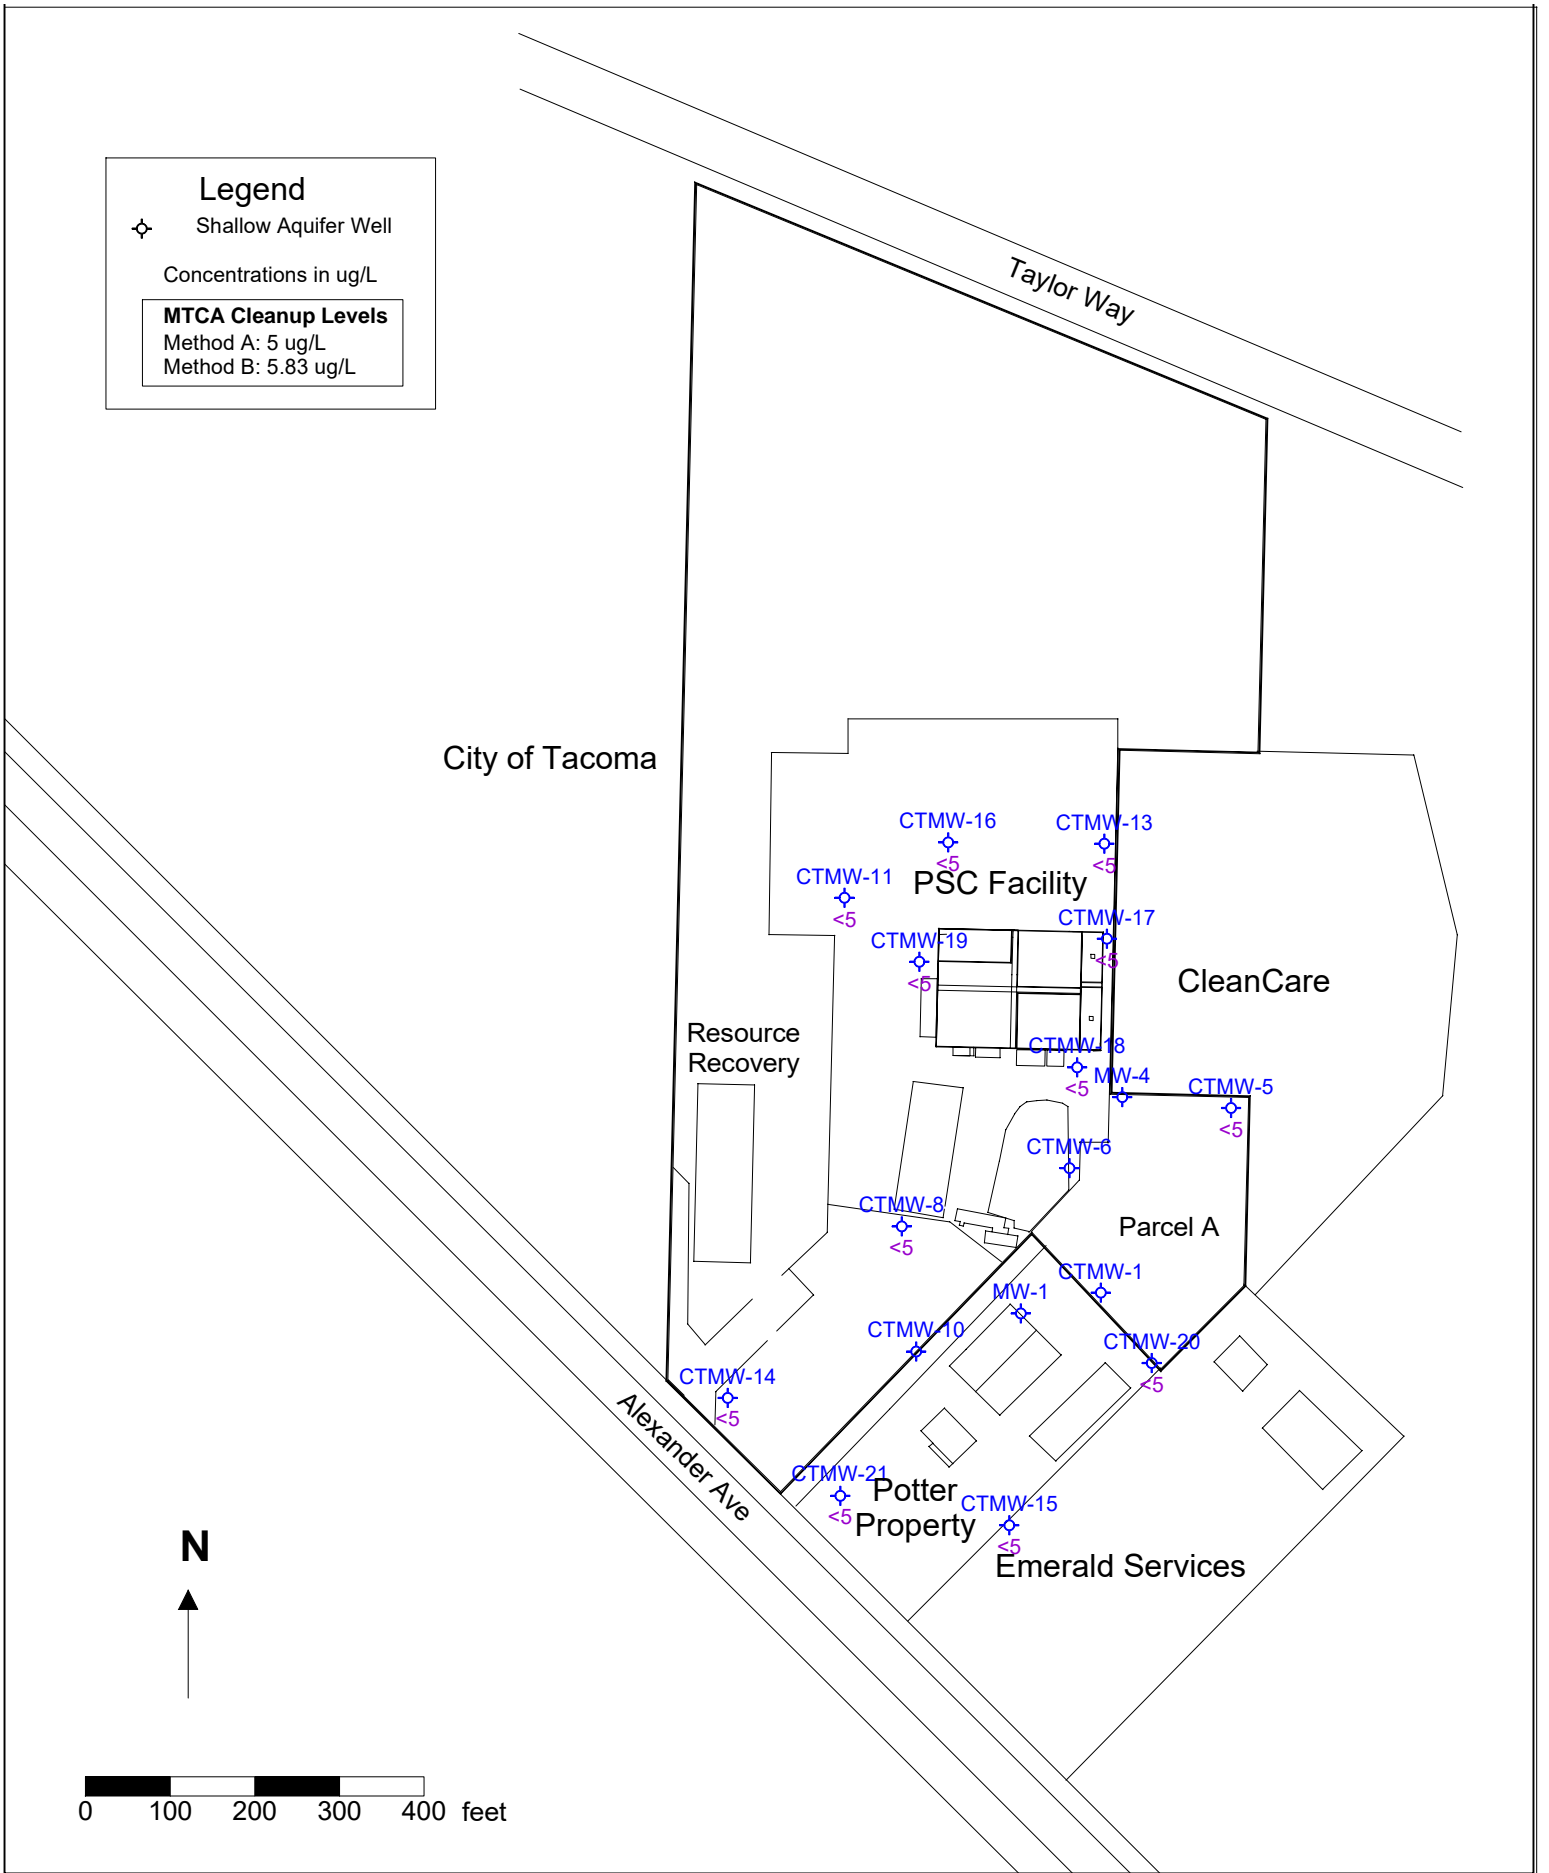 Legend
Shallow Aquifer Well
Concentrations in ug/L
MTCA Cleanup Levels
Method A: 5 ug/L
Method B: 5.83 ug/L
Taylor Way
City of Tacoma
CTMW-16
<5
CTMW-13
<5
CTMW-11
<5
PSC Facility
CTMW-17
<5
CTMW-19
<5
CleanCare
Resource
Recovery
CTMW-18
<5
MW-4
CTMW-5
<5
CTMW-6
CTMW-8
<5
Parcel A
CTMW-1
MW-1
CTMW-10
CTMW-20
<5
CTMW-14
<5
Alexander Ave
CTMW-21
<5
Potter
Property
CTMW-15
<5
Emerald Services
N
0 100 200 300 400 feet